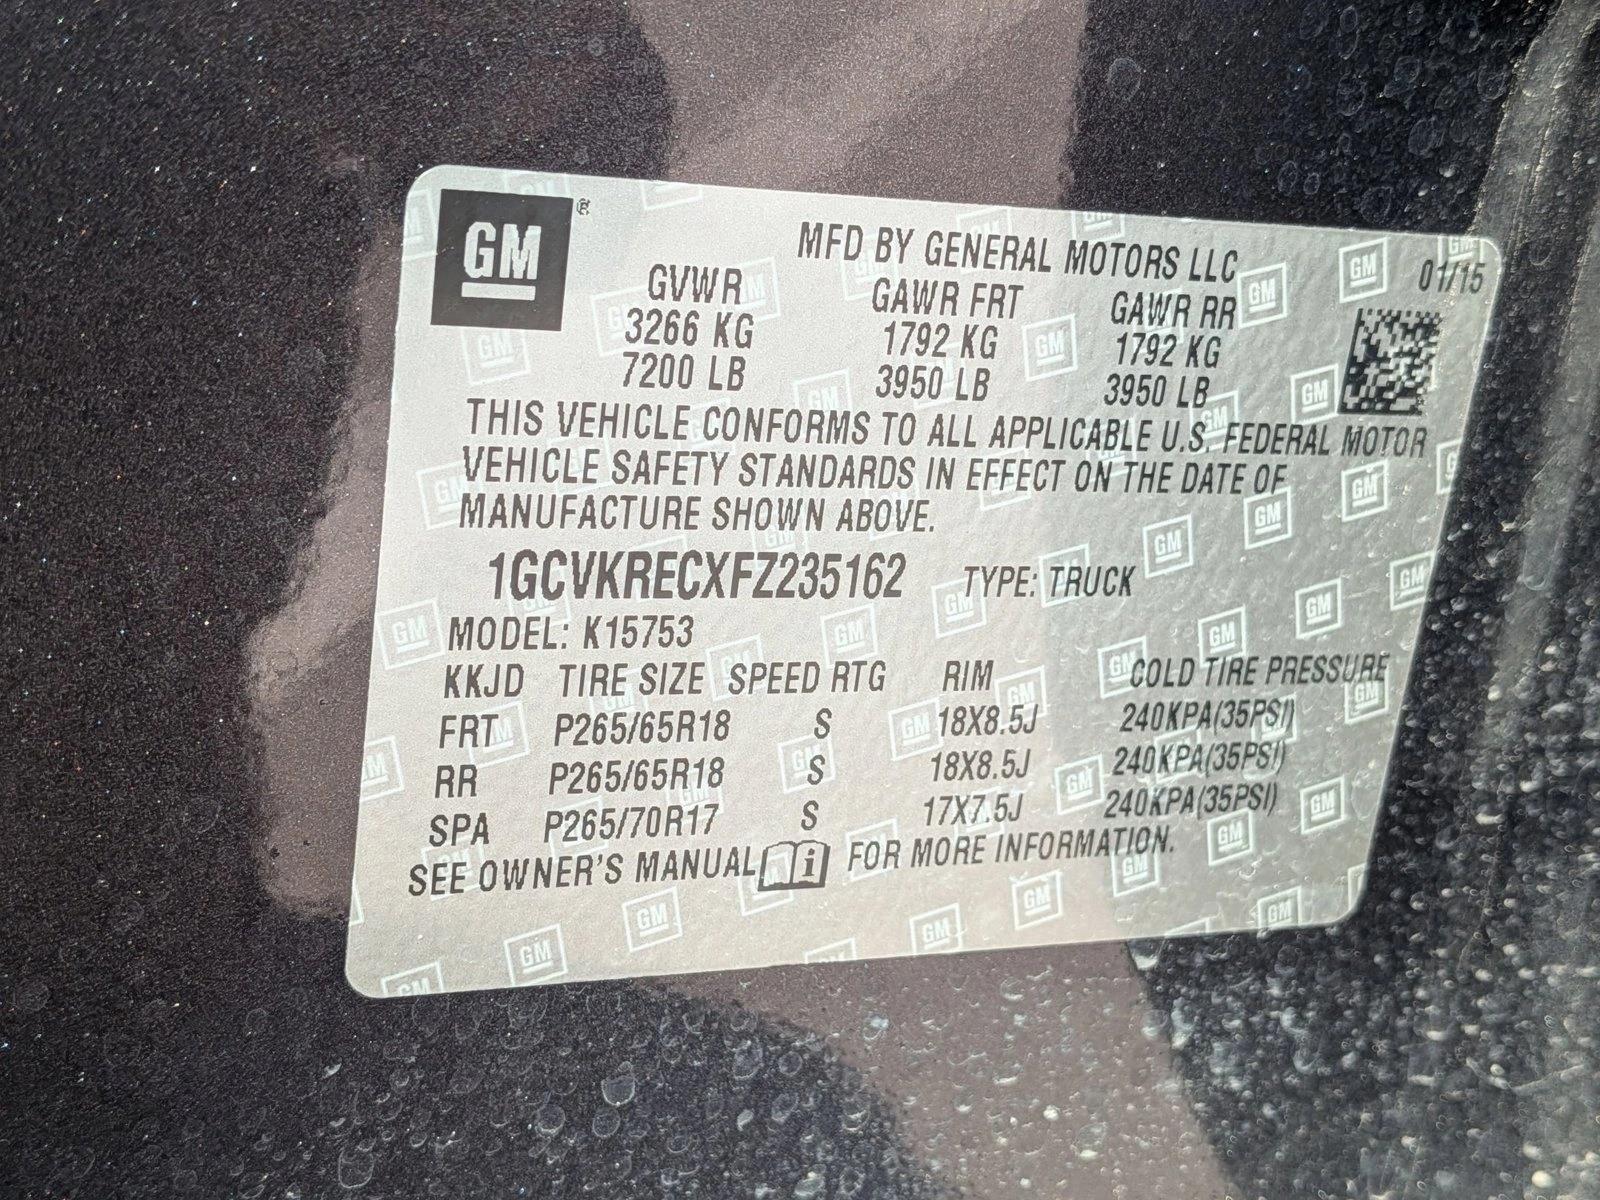 GM
MFD BY GENERAL MOTORS LLC 01/15
GVWR GAWR FRT GAWR RR
3266 KG 1792 KG 1792 KG
7200 LB 3950 LB 3950 LB
THIS VEHICLE CONFORMS TO ALL APPLICABLE U.S. FEDERAL MOTOR
VEHICLE SAFETY STANDARDS IN EFFECT ON THE DATE OF
MANUFACTURE SHOWN ABOVE.
1GCVKRECXFZ235162 TYPE: TRUCK
MODEL: K15753
KKJD TIRE SIZE SPEED RTG RIM COLD TIRE PRESSURE
FRT P265/65R18 S 18X8.5J 240KPA(35PSI)
RR P265/65R18 S 18X8.5J 240KPA(35PSI)
SPA P265/70R17 S 17X7.5J 240KPA(35PSI)
SEE OWNER'S MANUAL i FOR MORE INFORMATION.